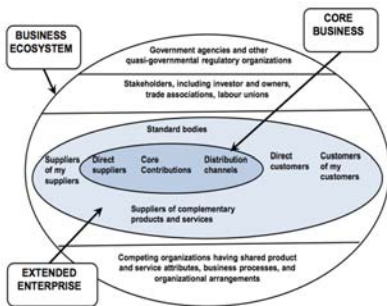 BUSINESS
ECOSYSTEM
CORE
BUSINESS
Government agencies and other
quasi-governmental regulatory organizations
Stakeholders, including investor and owners,
trade associations, labour unions
Standard bodies
Suppliers
of my
suppliers
Direct
suppliers
Core
Contributions
Distribution
channels
Direct
customers
Customers
of my
customers
Suppliers of complementary
products and services
EXTENDED
ENTERPRISE
Competing organizations having shared product
and service attributes, business processes, and
organizational arrangements